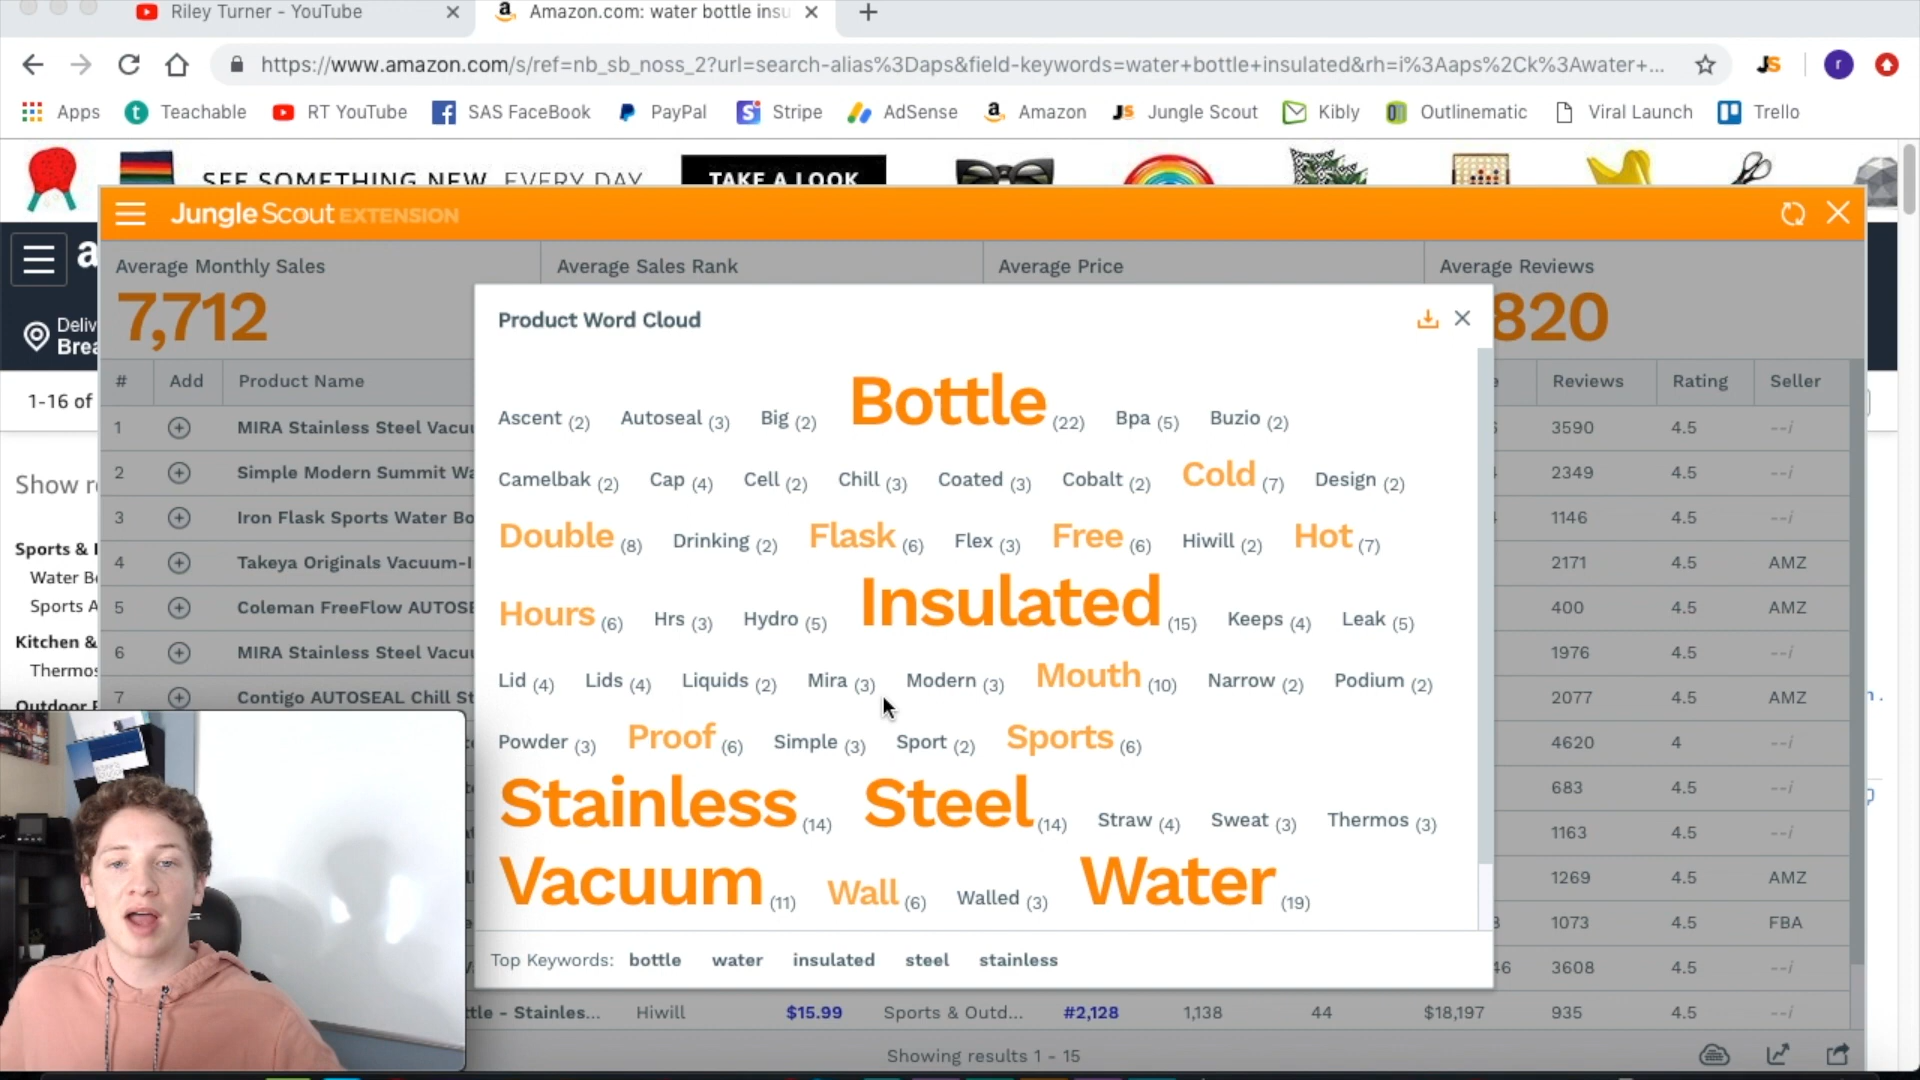 Riley Turner - YouTube
Amazon.com: water bottle insu
https://www.amazon.com/s/ref=nb_sb_noss_2?url=search-alias%3Daps&field-keywords=water+bottle+insulated&rh=i%3Aaps%2Ck%3Awater+...
r
Apps Teachable RT YouTube SAS FaceBook PayPal Stripe AdSense Amazon Jungle Scout Kibly Outlinematic Viral Launch Trello
SEE SOMETHING NEW EVERY DAY TAKE A LOOK
Jungle Scout EXTENSION
Average Monthly Sales Average Sales Rank Average Price Average Reviews
7,712 820
Deliv
Brea
Product Word Cloud
# Add Product Name Reviews Rating Seller
1-16 of
Ascent (2) Autoseal (3) Big (2) Bottle (22) Bpa (5) Buzio (2)
Camelbak (2) Cap (4) Cell (2) Chill (3) Coated (3) Cobalt (2) Cold (7) Design (2)
Double (8) Drinking (2) Flask (6) Flex (3) Free (6) Hiwill (2) Hot (7)
Hours (6) Hrs (3) Hydro (5) Insulated (15) Keeps (4) Leak (5)
Lid (4) Lids (4) Liquids (2) Mira (3) Modern (3) Mouth (10) Narrow (2) Podium (2)
Powder (3) Proof (6) Simple (3) Sport (2) Sports (6)
Stainless (14) Steel (14) Straw (4) Sweat (3) Thermos (3)
Vacuum (11) Wall (6) Walled (3) Water (19)
Top Keywords: bottle water insulated steel stainless
1 MIRA Stainless Steel Vacuu 3590 4.5 --i
2 Simple Modern Summit Wa 2349 4.5 --i
3 Iron Flask Sports Water Bo 1146 4.5 --i
4 Takeya Originals Vacuum-I 2171 4.5 AMZ
5 Coleman FreeFlow AUTOSE 400 4.5 AMZ
6 MIRA Stainless Steel Vacuu 1976 4.5 --i
7 Contigo AUTOSEAL Chill St 2077 4.5 AMZ
4620 4 --i
683 4.5 --i
1163 4.5 --i
1269 4.5 AMZ
1073 4.5 FBA
46 3608 4.5 --i
ttle - Stainles... Hiwill $15.99 Sports & Outd... #2,128 1,138 44 $18,197 935 4.5 --i
Showing results 1 - 15
Show r
Sports &
Water Bo
Sports A
Kitchen &
Thermos
Outdoor